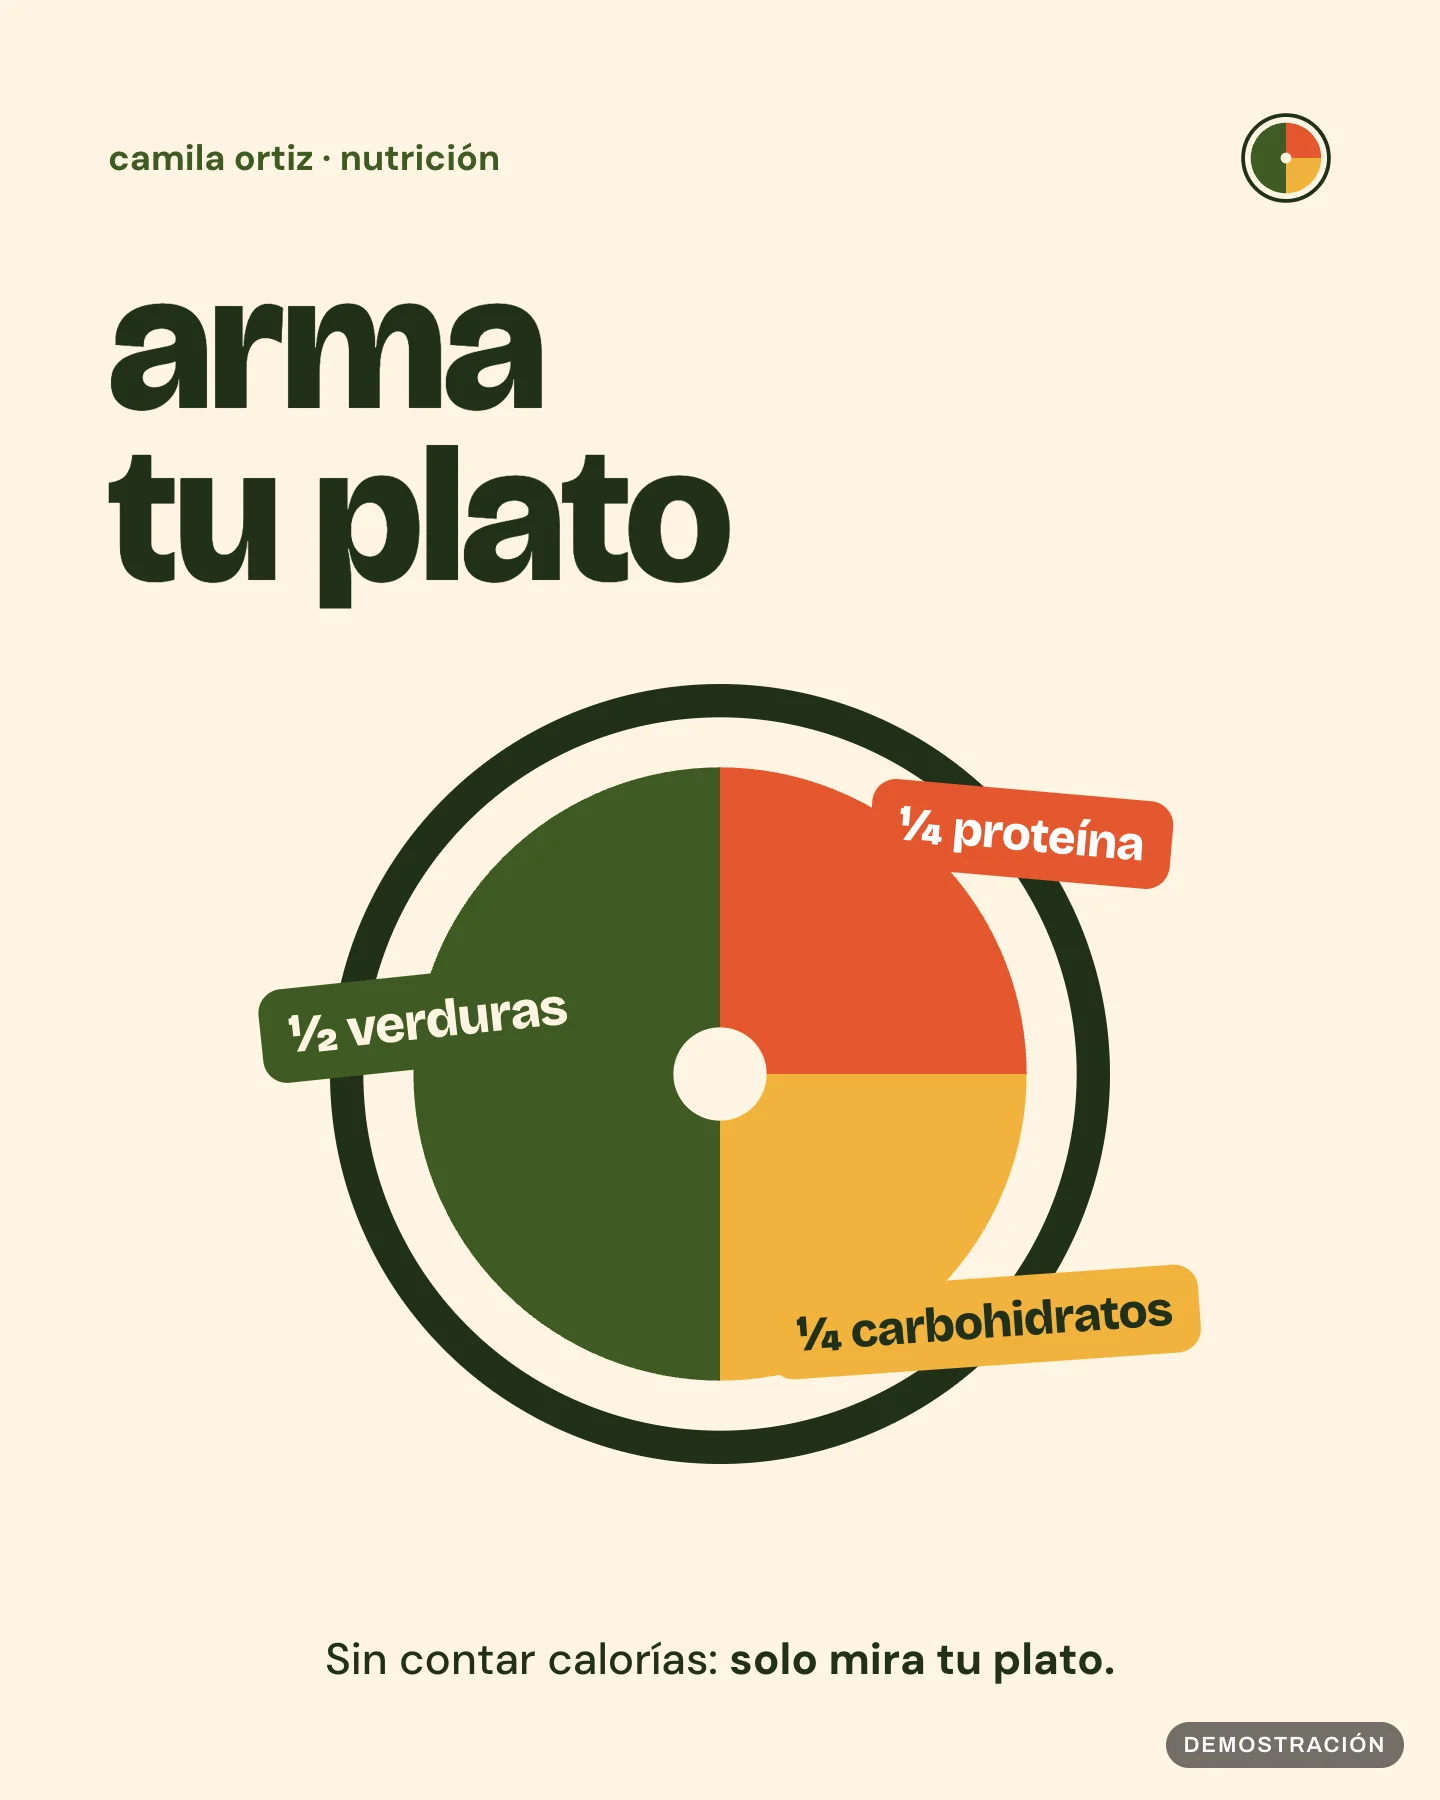 camila ortiz · nutrición
arma
tu plato
¼ proteína
½ verduras
¼ carbohidratos
Sin contar calorías: solo mira tu plato.
DEMOSTRACIÓN